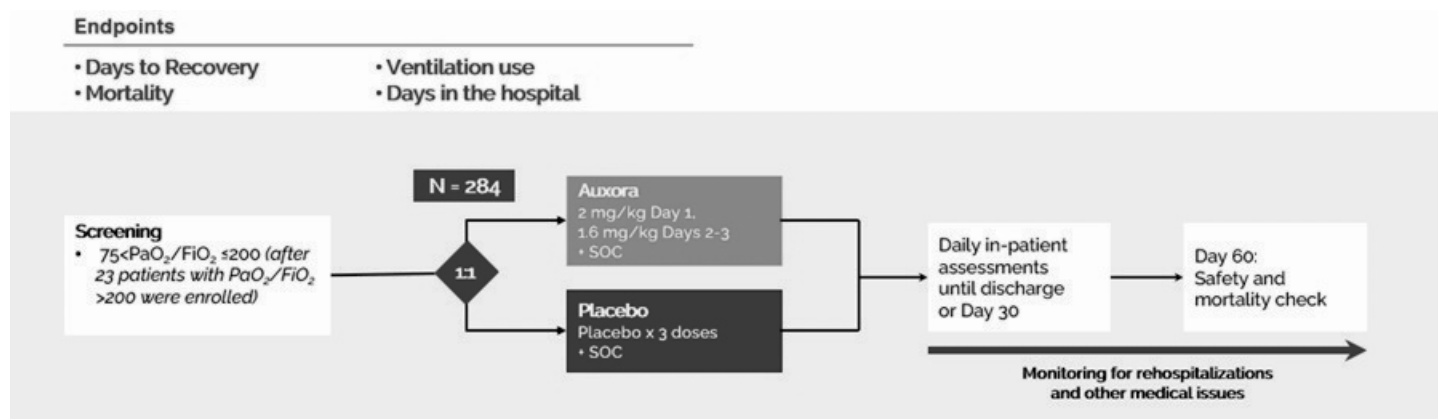 Endpoints
• Days to Recovery
• Mortality
• Ventilation use
• Days in the hospital
N = 284
Screening
• 75<PaO₂/FiO₂ ≤200 (after
23 patients with PaO₂/FiO₂
>200 were enrolled)
1:1
Auxora
2 mg/kg Day 1,
1.6 mg/kg Days 2-3
+ SOC
Placebo
Placebo x 3 doses
+ SOC
Daily in-patient
assessments
until discharge
or Day 30
Day 60:
Safety and
mortality check
Monitoring for rehospitalizations
and other medical issues